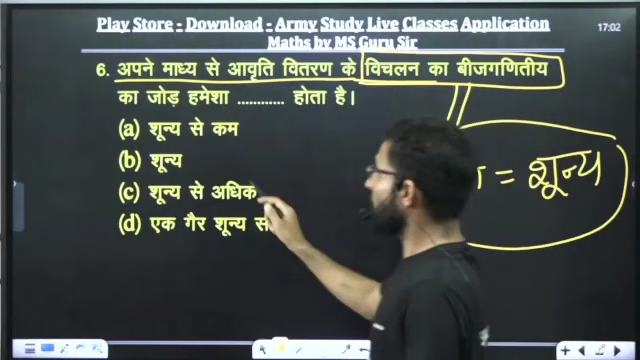 Play Store - Download - Army Study Live Classes Application
Maths by MS Guru Sir
17:02
6. अपने माध्य से आवृति वितरण के विचलन का बीजगणितीय
का जोड़ हमेशा ............ होता है।
(a) शून्य से कम
(b) शून्य
(c) शून्य से अधिक
(d) एक गैर शून्य सं
= शून्य